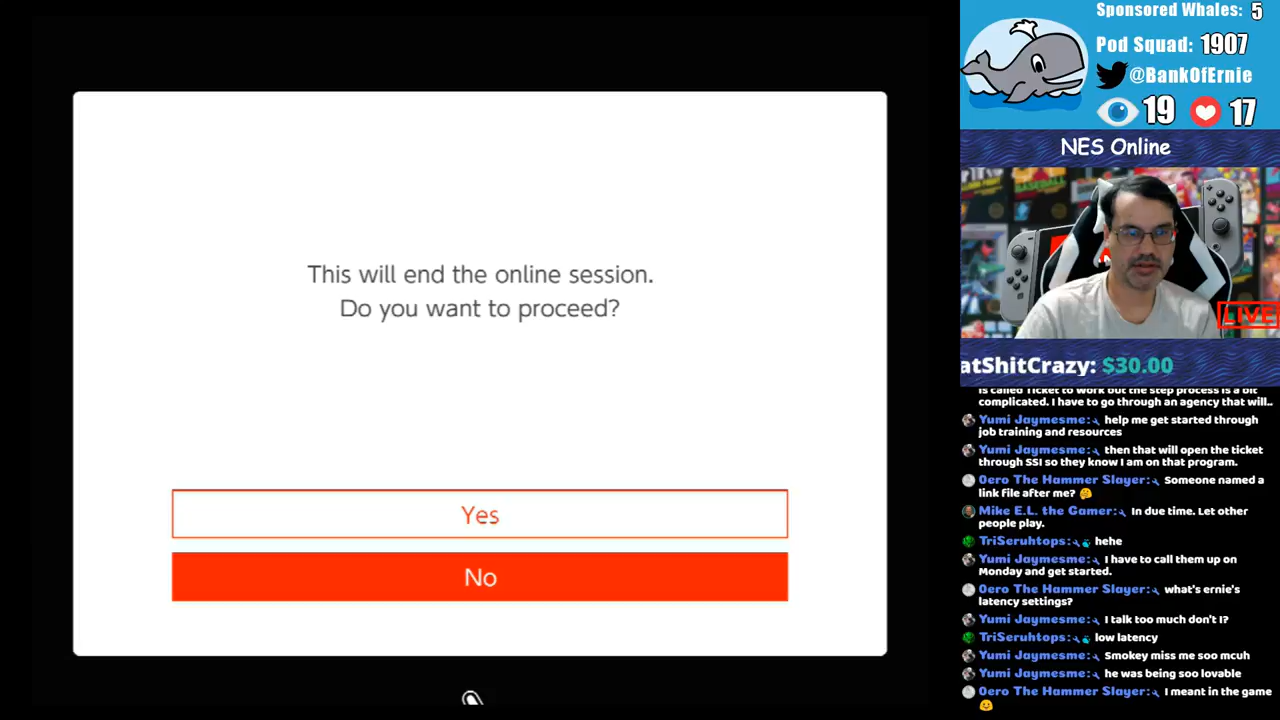 This will end the online session.
Do you want to proceed?
Yes
No
Sponsored Whales: 5
Pod Squad: 1907
@BankOfErnie
19 17
NES Online
LIVE
atShitCrazy: $30.00
is called Ticket to work out the step process is a bit
complicated. I have to go through an agency that will..
Yumi Jaymesme: help me get started through
job training and resources
Yumi Jaymesme: then that will open the ticket
through SSI so they know I am on that program.
0ero The Hammer Slayer: Someone named a
link file after me? 🤔
Mike E.L. the Gamer: In due time. Let other
people play.
TriSeruhtops: hehe
Yumi Jaymesme: I have to call them up on
Monday and get started.
0ero The Hammer Slayer: what's ernie's
latency settings?
Yumi Jaymesme: I talk too much don't I?
TriSeruhtops: low latency
Yumi Jaymesme: Smokey miss me soo mcuh
Yumi Jaymesme: he was being soo lovable
0ero The Hammer Slayer: I meant in the game